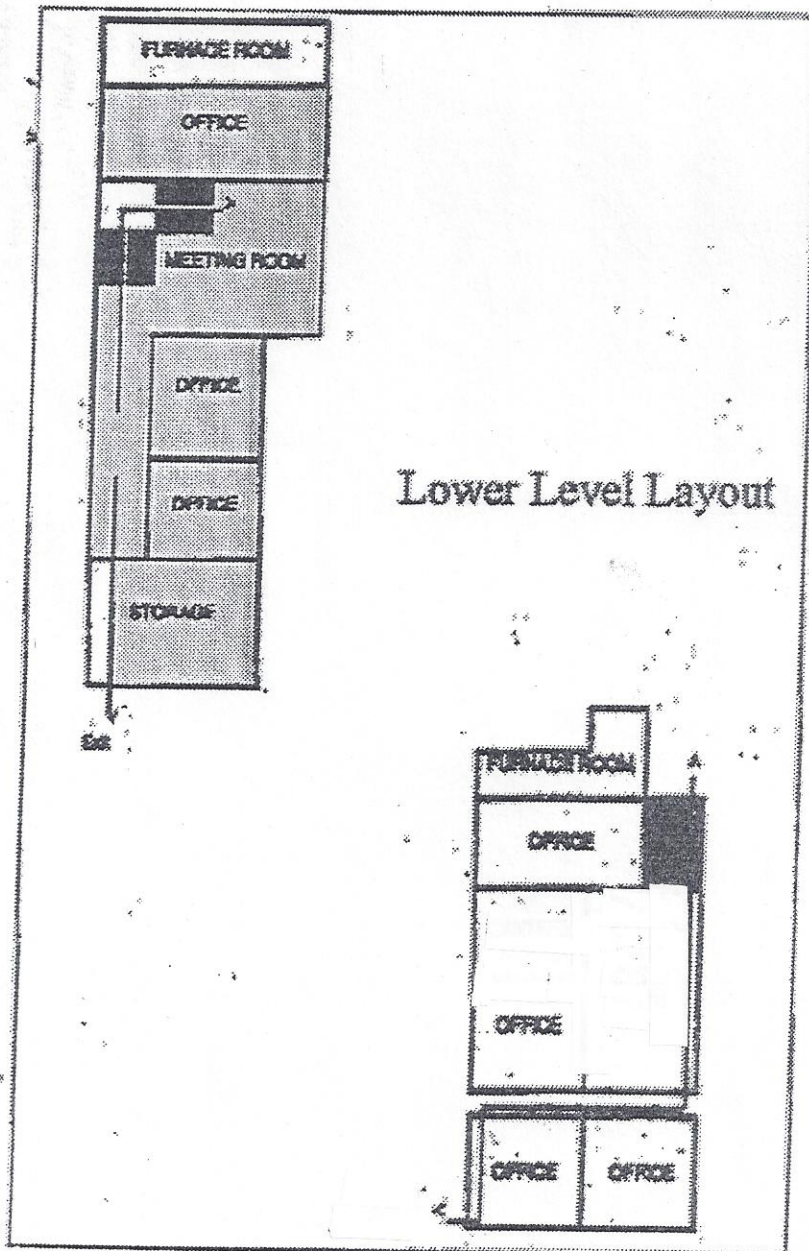 FURNACE ROOM
OFFICE
MEETING ROOM
OFFICE
OFFICE
STORAGE
Exit
Lower Level Layout
FURNACE ROOM
OFFICE
OFFICE
OFFICE
OFFICE